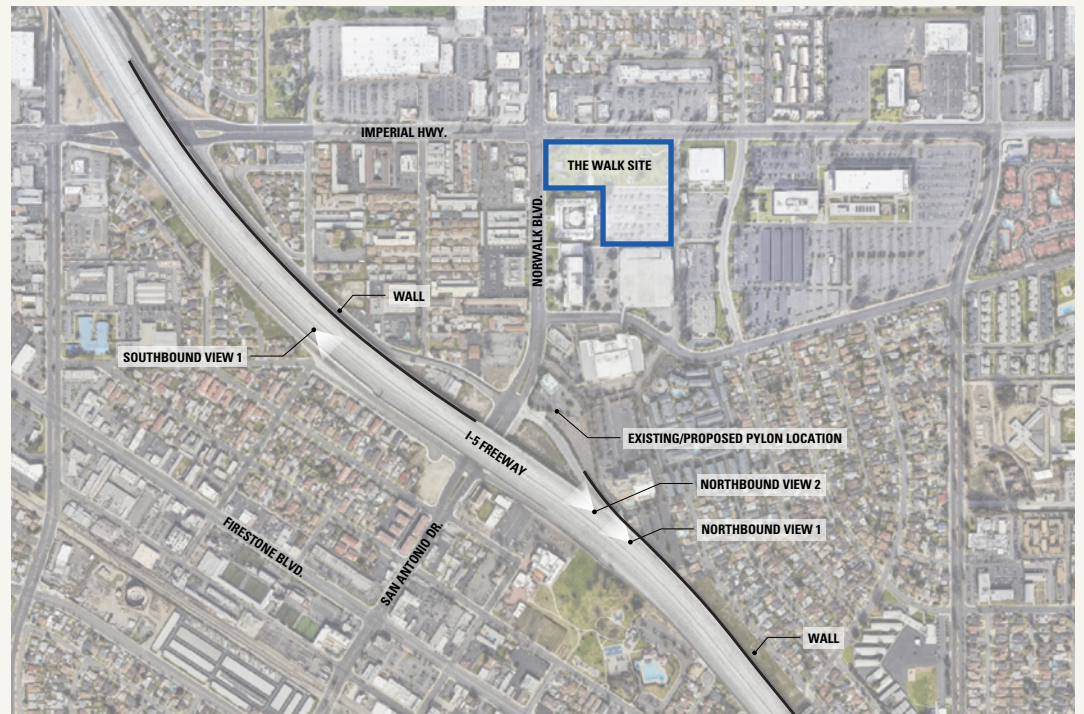 IMPERIAL HWY.
THE WALK SITE
NORWALK BLVD.
WALL
SOUTHBOUND VIEW 1
I-5 FREEWAY
EXISTING/PROPOSED PYLON LOCATION
NORTHBOUND VIEW 2
NORTHBOUND VIEW 1
FIRESTONE BLVD.
SAN ANTONIO DR.
WALL